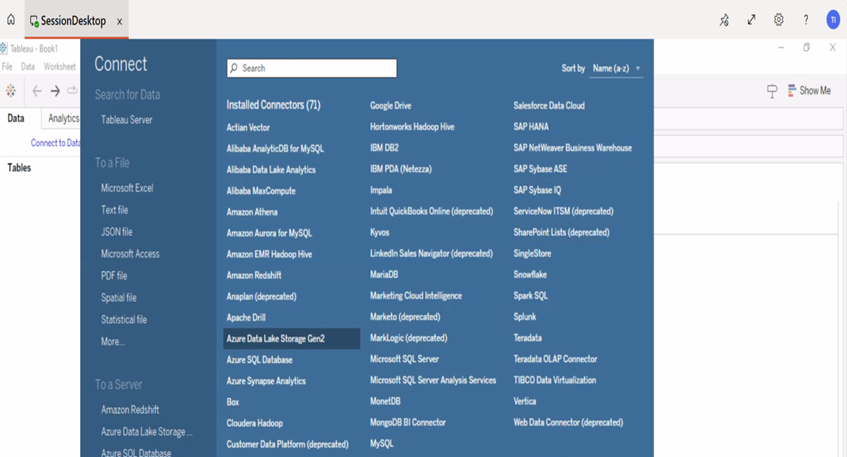 SessionDesktop x ? TI
Tableau - Book1
File Data Worksheet
Show Me
Data Analytics
Connect to Data
Tables
Connect
Search for Data
Tableau Server
To a File
Microsoft Excel
Text file
JSON file
Microsoft Access
PDF file
Spatial file
Statistical file
More...
To a Server
Amazon Redshift
Azure Data Lake Storage ...
Azure SQL Database
Search
Sort by Name (a-z)
Installed Connectors (71)
Actian Vector
Alibaba AnalyticDB for MySQL
Alibaba Data Lake Analytics
Alibaba MaxCompute
Amazon Athena
Amazon Aurora for MySQL
Amazon EMR Hadoop Hive
Amazon Redshift
Anaplan (deprecated)
Apache Drill
Azure Data Lake Storage Gen2
Azure SQL Database
Azure Synapse Analytics
Box
Cloudera Hadoop
Customer Data Platform (deprecated)
Google Drive
Hortonworks Hadoop Hive
IBM DB2
IBM PDA (Netezza)
Impala
Intuit QuickBooks Online (deprecated)
Kyvos
LinkedIn Sales Navigator (deprecated)
MariaDB
Marketing Cloud Intelligence
Marketo (deprecated)
MarkLogic (deprecated)
Microsoft SQL Server
Microsoft SQL Server Analysis Services
MonetDB
MongoDB BI Connector
MySQL
Salesforce Data Cloud
SAP HANA
SAP NetWeaver Business Warehouse
SAP Sybase ASE
SAP Sybase IQ
ServiceNow ITSM (deprecated)
SharePoint Lists (deprecated)
SingleStore
Snowflake
Spark SQL
Splunk
Teradata
Teradata OLAP Connector
TIBCO Data Virtualization
Vertica
Web Data Connector (deprecated)